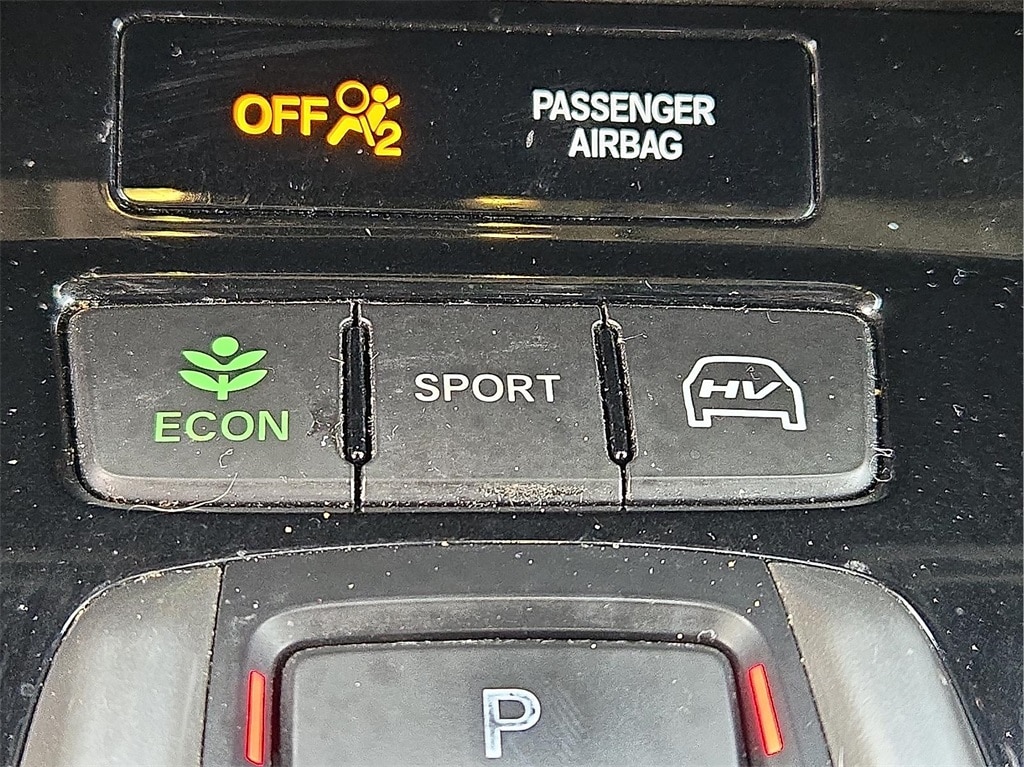 OFF 2
PASSENGER
AIRBAG
ECON
SPORT
HV
P